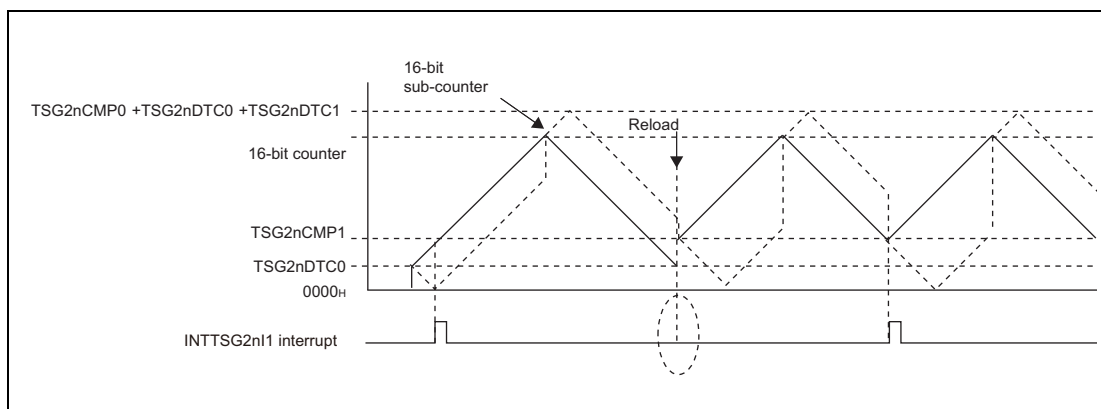 16-bit
sub-counter
TSG2nCMP0 +TSG2nDTC0 +TSG2nDTC1
Reload
16-bit counter
TSG2nCMP1
TSG2nDTC0
0000H
INTTSG2nI1 interrupt